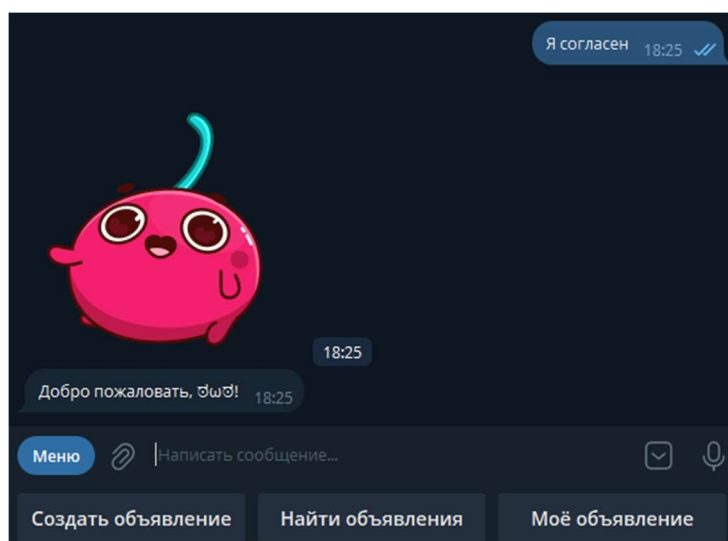 Я согласен 18:25
18:25
Добро пожаловать, ಠωಠ! 18:25
Меню Написать сообщение...
Создать объявление Найти объявления Моё объявление